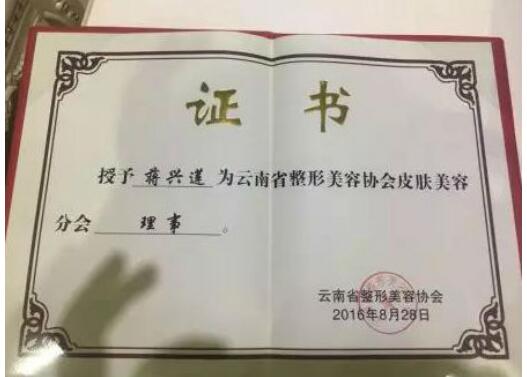 证 书
授予 蒋兴莲 为云南省整形美容协会皮肤美容
分会 理事 。
云南省整形美容协会
2016年8月28日